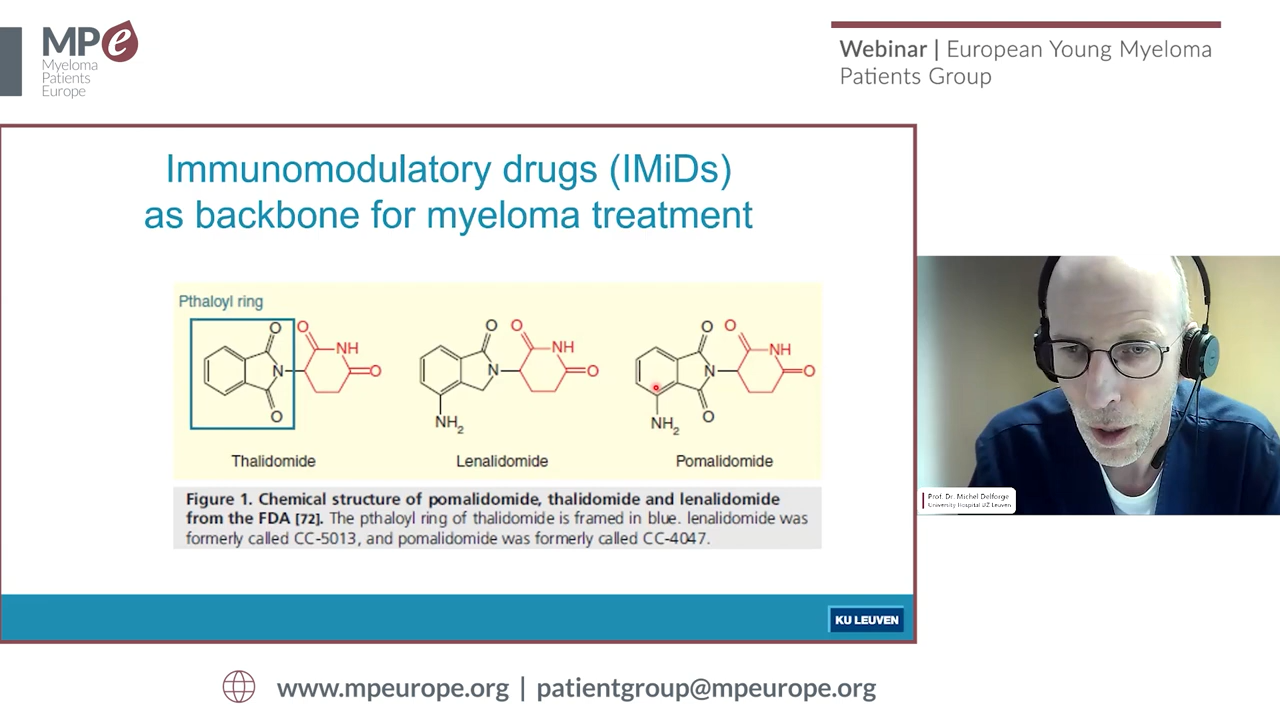 MPe
Myeloma
Patients
Europe
Webinar | European Young Myeloma
Patients Group
Immunomodulatory drugs (IMiDs)
as backbone for myeloma treatment
Pthaloyl ring
O
O
NH
N
O
O
O
O
NH
N
O
NH2
O
O
NH
N
O
O
NH2
Thalidomide
Lenalidomide
Pomalidomide
Figure 1. Chemical structure of pomalidomide, thalidomide and lenalidomide
from the FDA [72]. The pthaloyl ring of thalidomide is framed in blue. lenalidomide was
formerly called CC-5013, and pomalidomide was formerly called CC-4047.
KU LEUVEN
Prof. Dr. Michel Delforge
University Hospital UZ Leuven
www.mpeurope.org | patientgroup@mpeurope.org